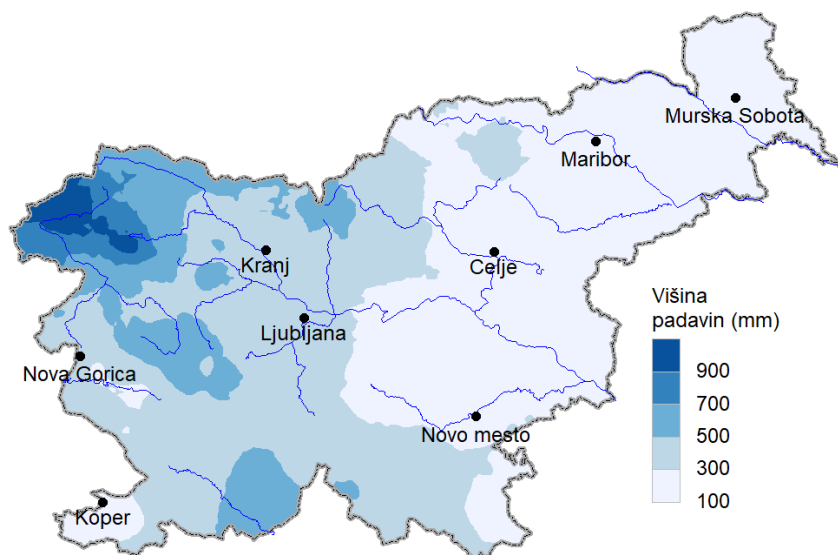 Murska Sobota
Maribor
Kranj
Celje
Ljubljana
Nova Gorica
Novo mesto
Koper
Višina
padavin (mm)
900
700
500
300
100